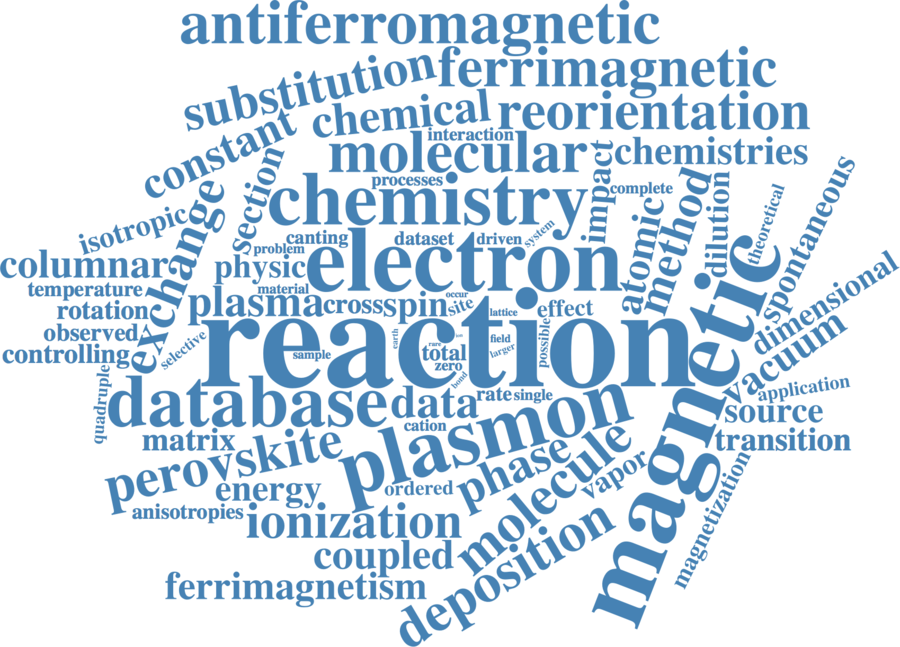 antiferromagnetic
ferrimagnetic
substitution
chemical
reorientation
constant
interaction
molecular
chemistries
section
impact
processes
chemistry
complete
method
dilution
theoretical
spontaneous
isotropic
exchange
canting
dataset
driven
system
atomic
problem
columnar
physic
electron
magnetic
temperature
material
plasma
cross
spin
occur
site
lattice
effect
dimensional
rotation
observed
Λ
controlling
selective
reaction
earth
rare
ion
field
larger
possible
sample
total
zero
bond
vacuum
quadruple
database
data
rate
single
application
cation
plasmon
source
matrix
transition
perovskite
phase
molecule
vapor
energy
ordered
magnetization
anisotropies
ionization
deposition
coupled
ferrimagnetism